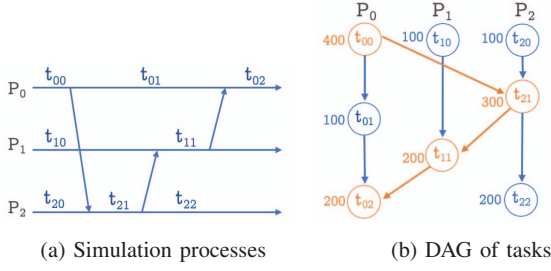 P0 P1 P2
t00 t01 t02
400 t00 100 t10 100 t20
P0
300 t21
100 t01
t10 t11
P1
200 t11
t20 t21 t22
P2
200 t02 200 t22
(a) Simulation processes (b) DAG of tasks